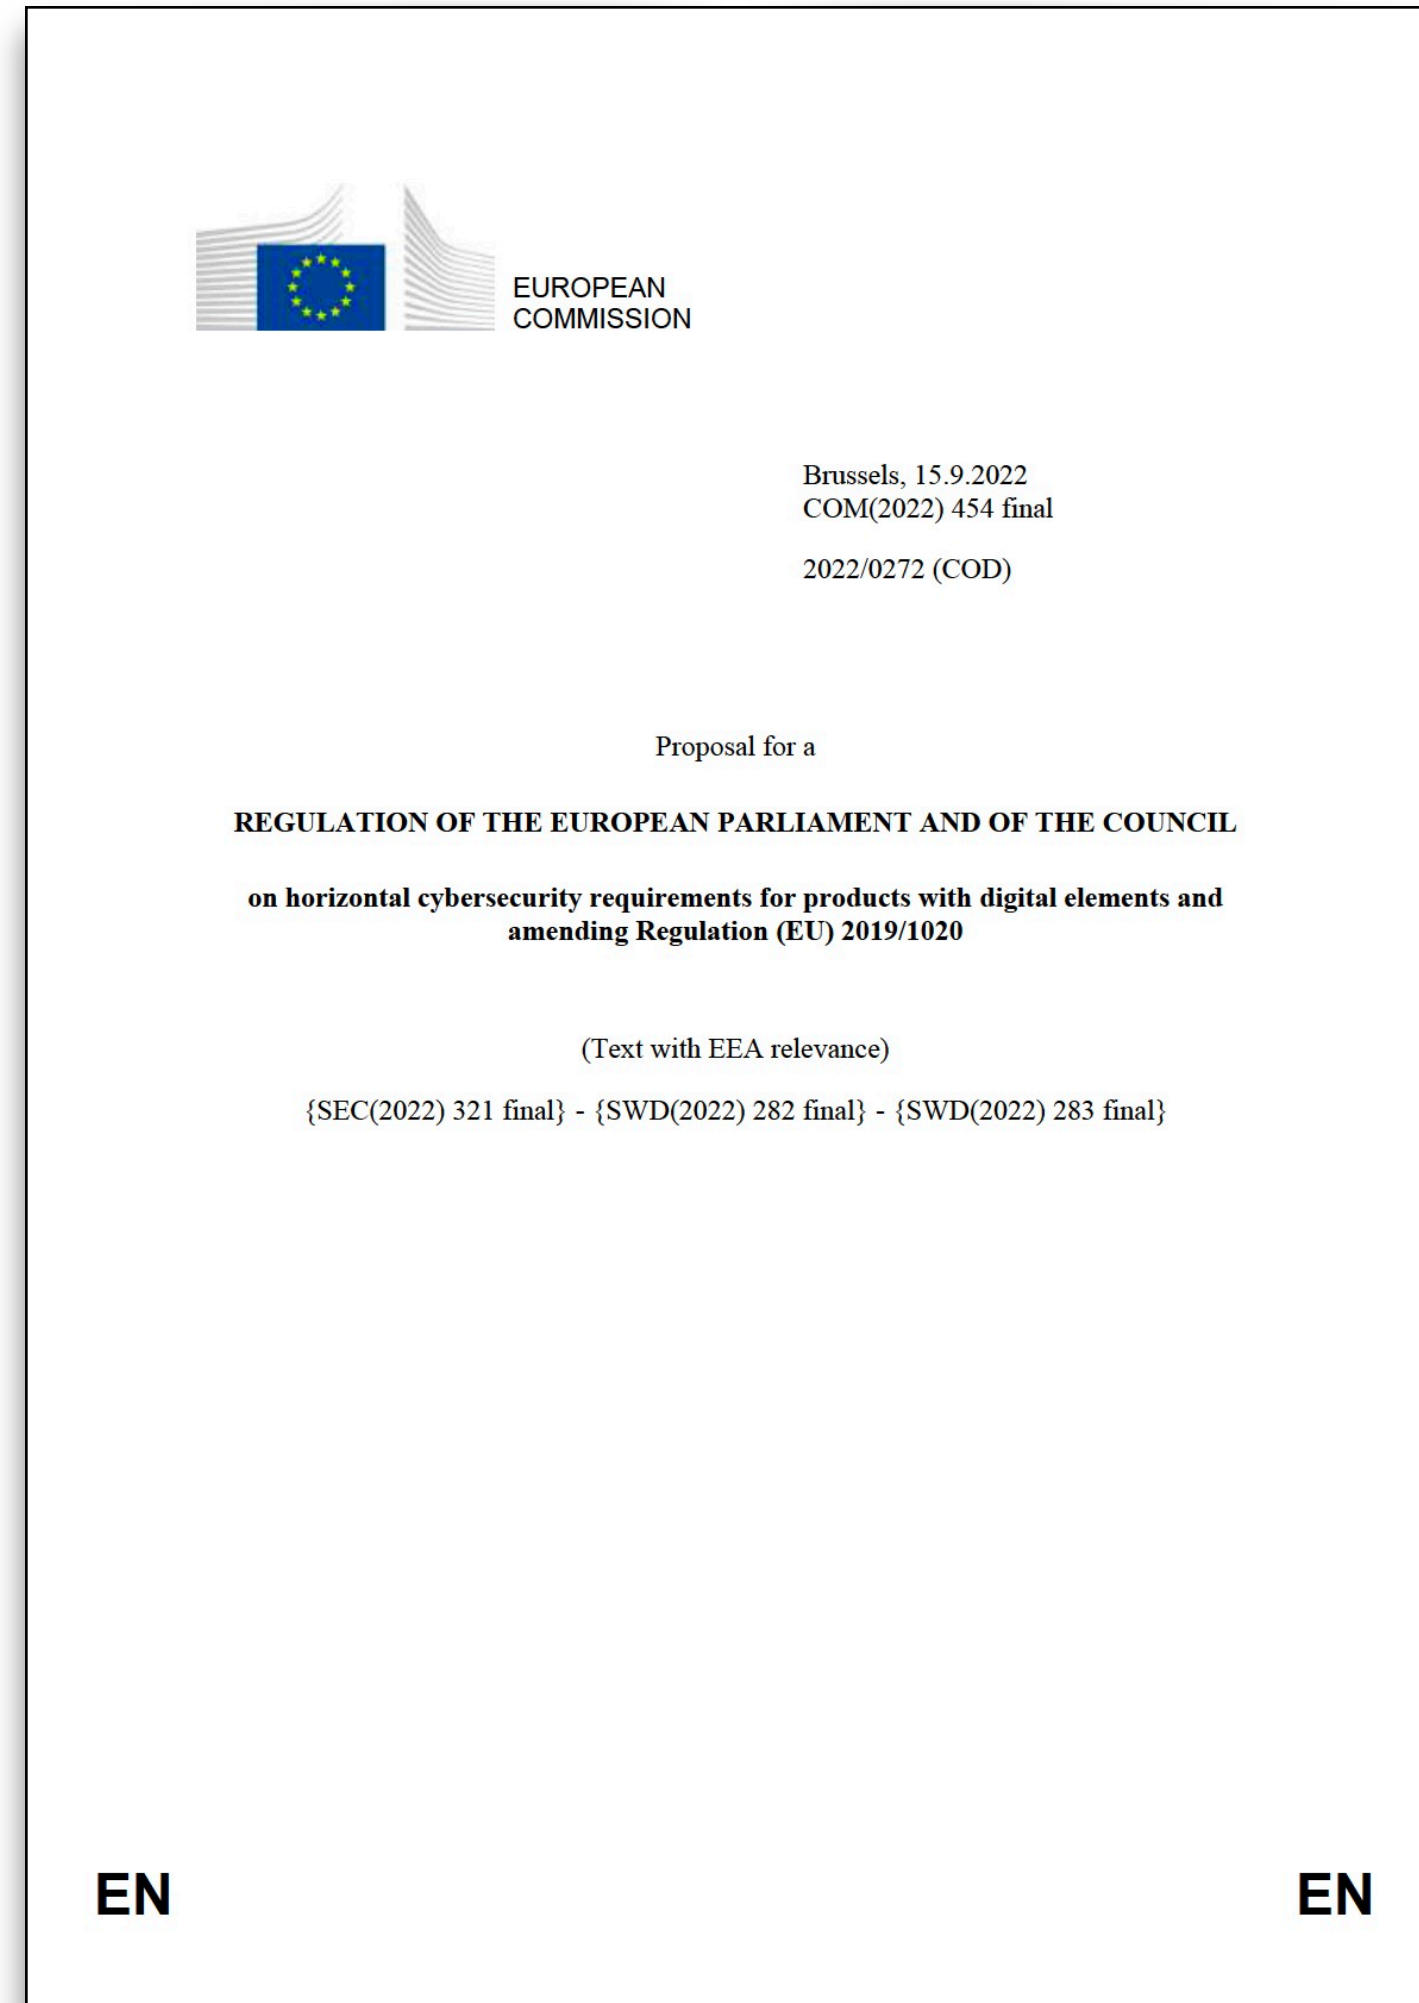 EUROPEAN
COMMISSION
Brussels, 15.9.2022
COM(2022) 454 final
2022/0272 (COD)
Proposal for a
REGULATION OF THE EUROPEAN PARLIAMENT AND OF THE COUNCIL
on horizontal cybersecurity requirements for products with digital elements and
amending Regulation (EU) 2019/1020
(Text with EEA relevance)
{SEC(2022) 321 final} - {SWD(2022) 282 final} - {SWD(2022) 283 final}
EN EN